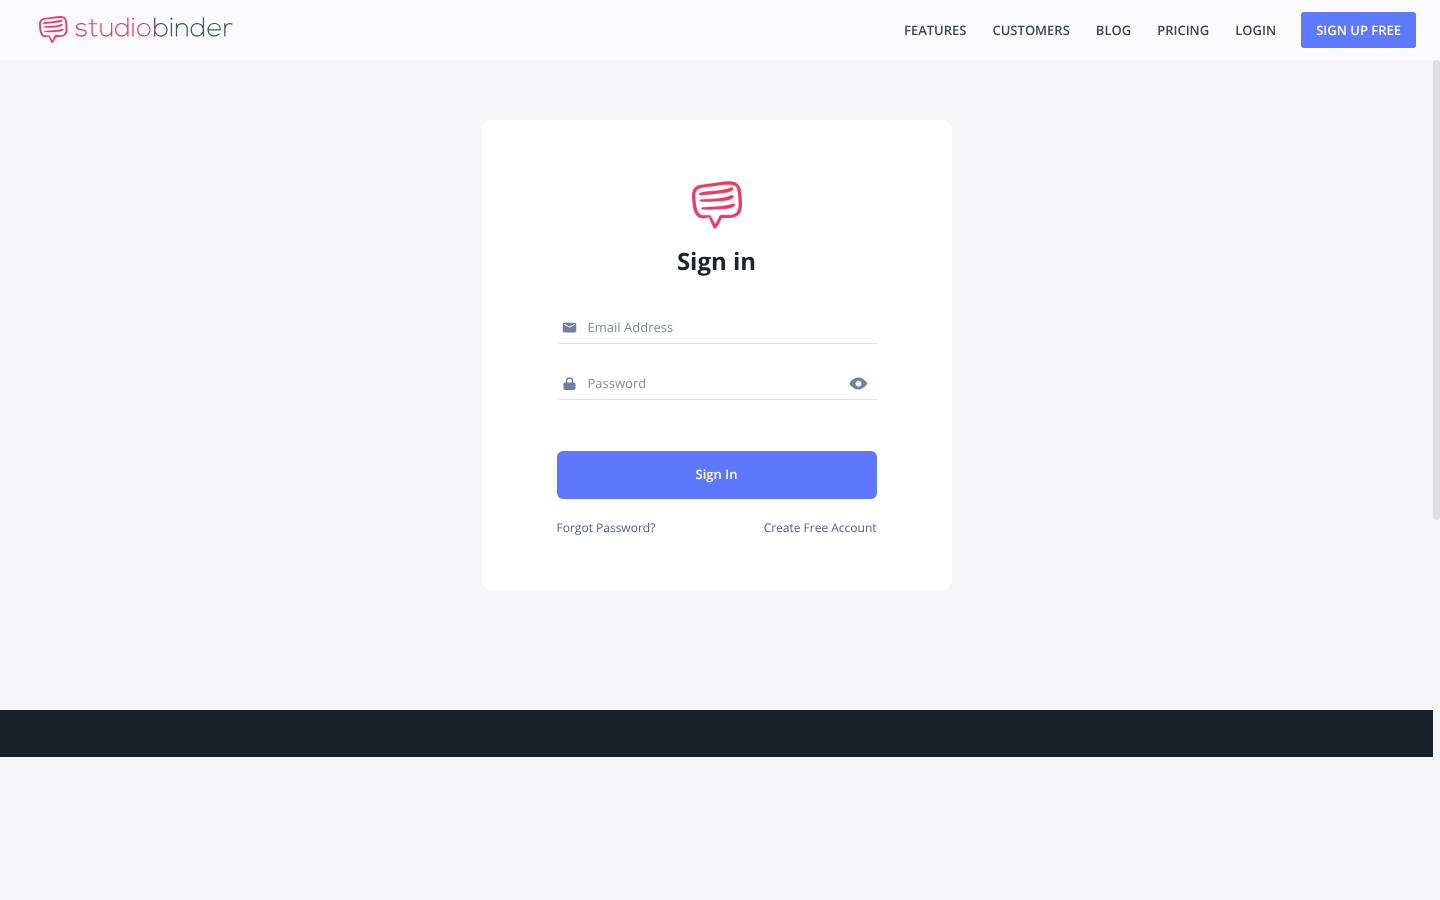 studiobinder
FEATURES CUSTOMERS BLOG PRICING LOGIN SIGN UP FREE
Sign in
Email Address
Password
Sign In
Forgot Password? Create Free Account